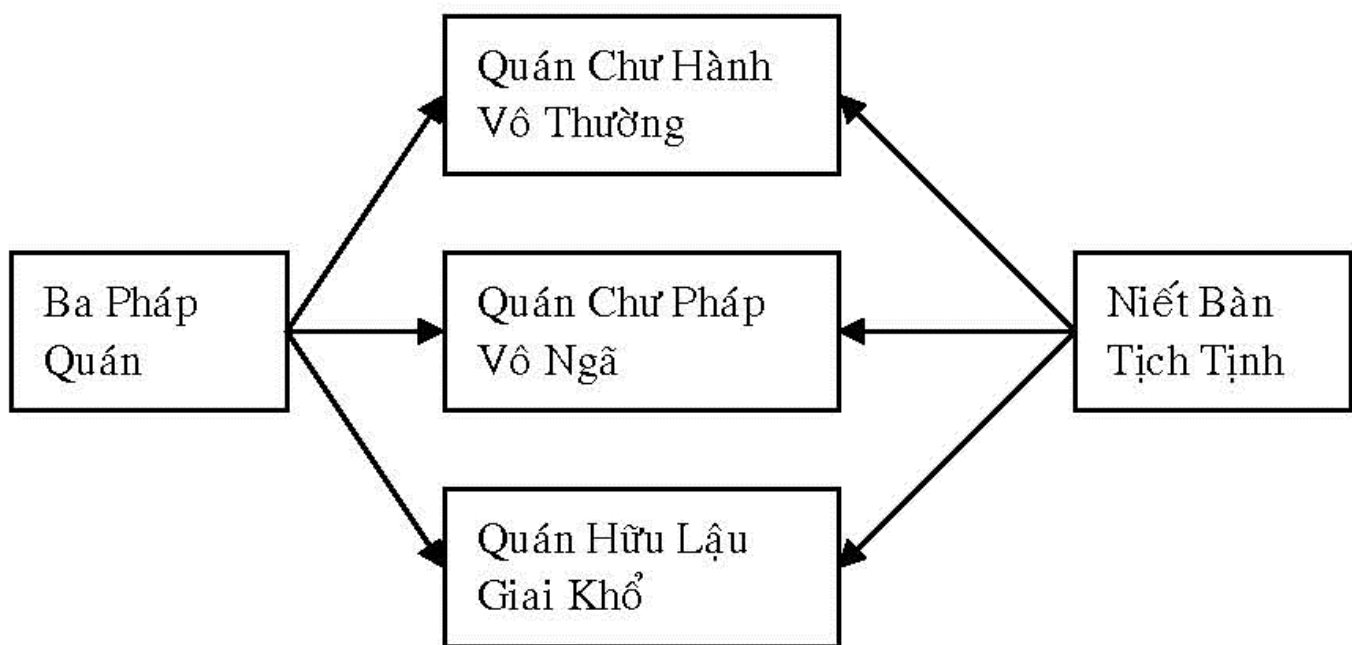 Quán Chư Hành
Vô Thường
Ba Pháp
Quán
Quán Chư Pháp
Vô Ngã
Niết Bàn
Tịch Tịnh
Quán Hữu Lậu
Giai Khổ